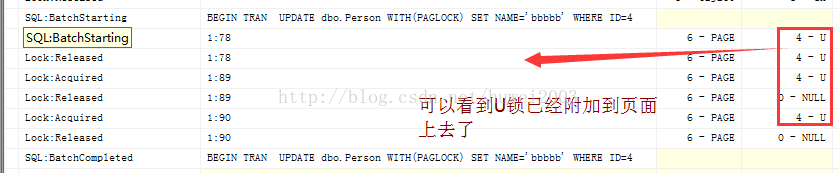 SQL:BatchStarting BEGIN TRAN UPDATE dbo.Person WITH(PAGLOCK) SET NAME='bbbbb' WHERE ID=4
SQL:BatchStarting 1:78 6 - PAGE 4 - U
Lock:Released 1:78 6 - PAGE 4 - U
Lock:Acquired 1:89 6 - PAGE 4 - U
Lock:Released 1:89 6 - PAGE 0 - NULL
Lock:Acquired 1:90 6 - PAGE 4 - U
Lock:Released 1:90 6 - PAGE 0 - NULL
SQL:BatchCompleted BEGIN TRAN UPDATE dbo.Person WITH(PAGLOCK) SET NAME='bbbbb' WHERE ID=4
可以看到U锁已经附加到页面
上去了